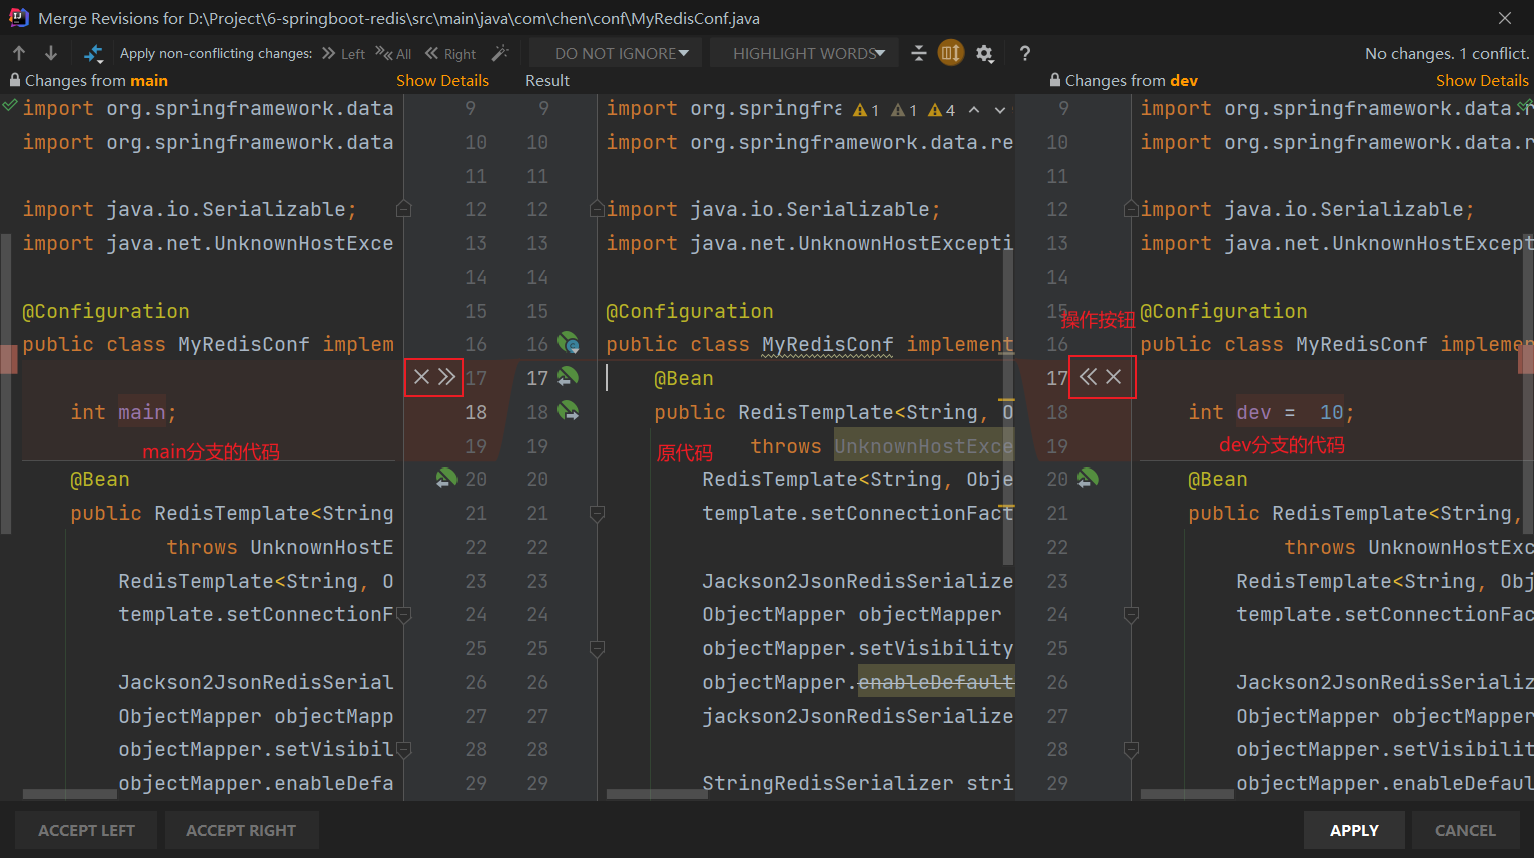 Merge Revisions for D:\Project\6-springboot-redis\src\main\java\com\chen\conf\MyRedisConf.java
Apply non-conflicting changes: Left All Right DO NOT IGNORE HIGHLIGHT WORDS ? No changes. 1 conflict.
Changes from main Show Details Result Changes from dev Show Details
import org.springframework.data 9 9 import org.springfra 1 1 4 9 import org.springframework.data.r
import org.springframework.data 10 10 import org.springframework.data.re 10 import org.springframework.data.r
11 11 11
import java.io.Serializable; 12 12 import java.io.Serializable; 12 import java.io.Serializable;
import java.net.UnknownHostExce 13 13 import java.net.UnknownHostExcepti 13 import java.net.UnknownHostExcept
14 14 14
@Configuration 15 15 @Configuration 15 @Configuration
操作按钮
public class MyRedisConf implem 16 16 public class MyRedisConf implement 16 public class MyRedisConf impleme
17 17 @Bean 17
int main; 18 18 public RedisTemplate<String, O 18 int dev = 10;
19 19 throws UnknownHostExce 19
main分支的代码 原代码 dev分支的代码
@Bean 20 20 RedisTemplate<String, Obje 20 @Bean
public RedisTemplate<String 21 21 template.setConnectionFact 21 public RedisTemplate<String,
throws UnknownHostE 22 22 22 throws UnknownHostExc
RedisTemplate<String, O 23 23 Jackson2JsonRedisSerialize 23 RedisTemplate<String, Obj
template.setConnectionF 24 24 ObjectMapper objectMapper 24 template.setConnectionFac
25 25 objectMapper.setVisibility 25
Jackson2JsonRedisSerial 26 26 objectMapper.enableDefault 26 Jackson2JsonRedisSerializ
ObjectMapper objectMapp 27 27 jackson2JsonRedisSerialize 27 ObjectMapper objectMapper
objectMapper.setVisibil 28 28 28 objectMapper.setVisibilit
objectMapper.enableDefa 29 29 StringRedisSerializer stri 29 objectMapper.enableDefaul
ACCEPT LEFT ACCEPT RIGHT APPLY CANCEL